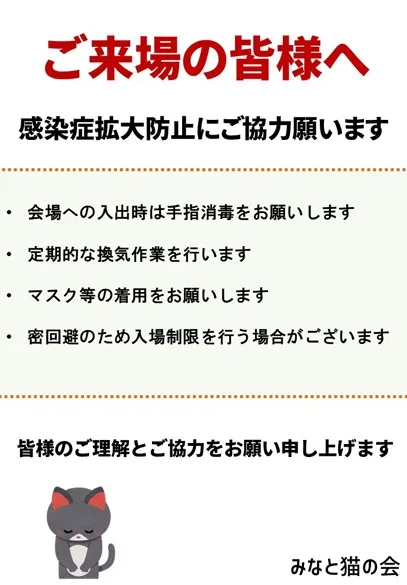 ご来場の皆様へ
感染症拡大防止にご協力願います
• 会場への入出時は手指消毒をお願いします
• 定期的な換気作業を行います
• マスク等の着用をお願いします
• 密回避のため入場制限を行う場合がございます
皆様のご理解とご協力をお願い申し上げます
みなと猫の会